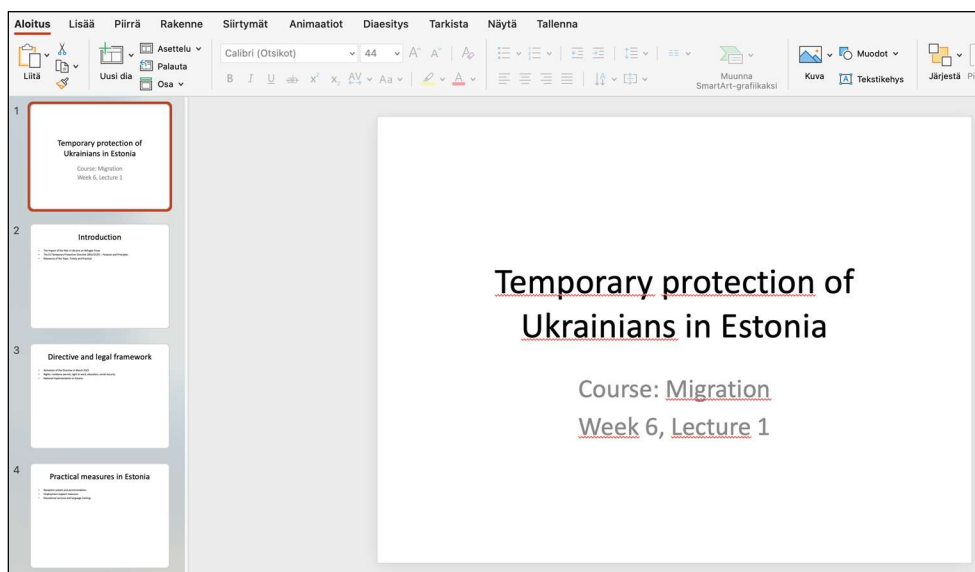 Aloitus Lisää Piirrä Rakenne Siirtymät Animaatiot Diaesitys Tarkista Näytä Tallenna
Liitä
Uusi dia
Asettelu
Palauta
Osa
Calibri (Otsikot) 44
Muunna
SmartArt-grafiikaksi
Kuva
Muodot
Tekstikehys
Järjestä
1
Temporary protection of
Ukrainians in Estonia
Course: Migration
Week 6, Lecture 1
2
Introduction
3
Directive and legal framework
4
Practical measures in Estonia
Temporary protection of
Ukrainians in Estonia
Course: Migration
Week 6, Lecture 1